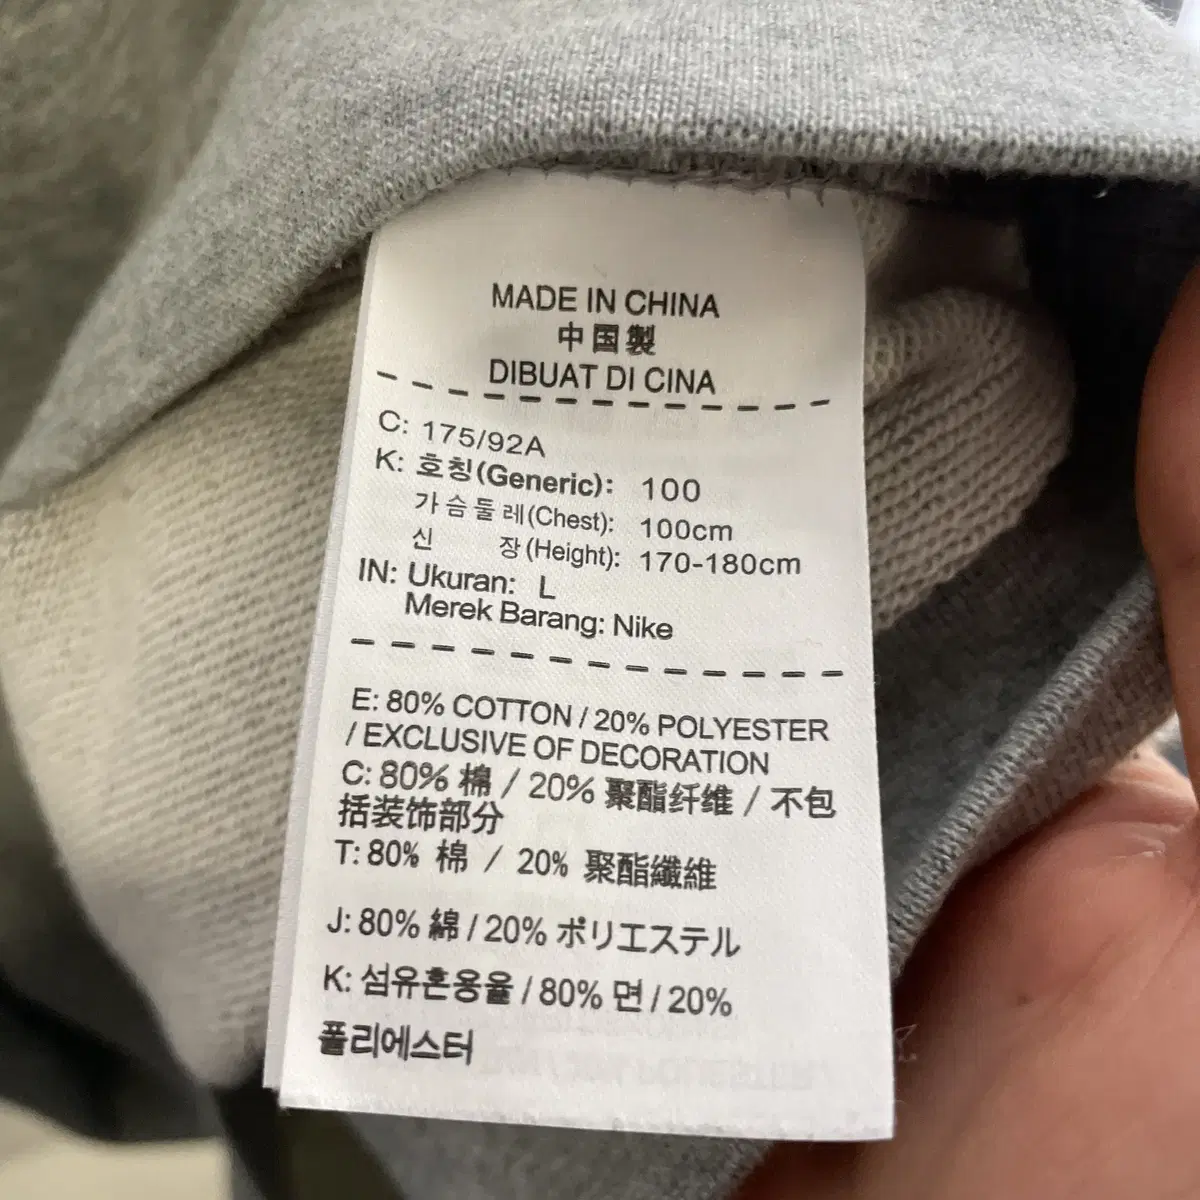 MADE IN CHINA
中国製
DIBUAT DI CINA
C: 175/92A
K: 호칭(Generic): 100
가슴둘레(Chest): 100cm
신 장(Height): 170-180cm
IN: Ukuran: L
Merek Barang: Nike
E: 80% COTTON / 20% POLYESTER
/ EXCLUSIVE OF DECORATION
C: 80% 棉 / 20% 聚酯纤维 / 不包
括装饰部分
T: 80% 棉 / 20% 聚酯纖維
J: 80% 綿 / 20% ポリエステル
K: 섬유혼용율 / 80% 면 / 20%
폴리에스터